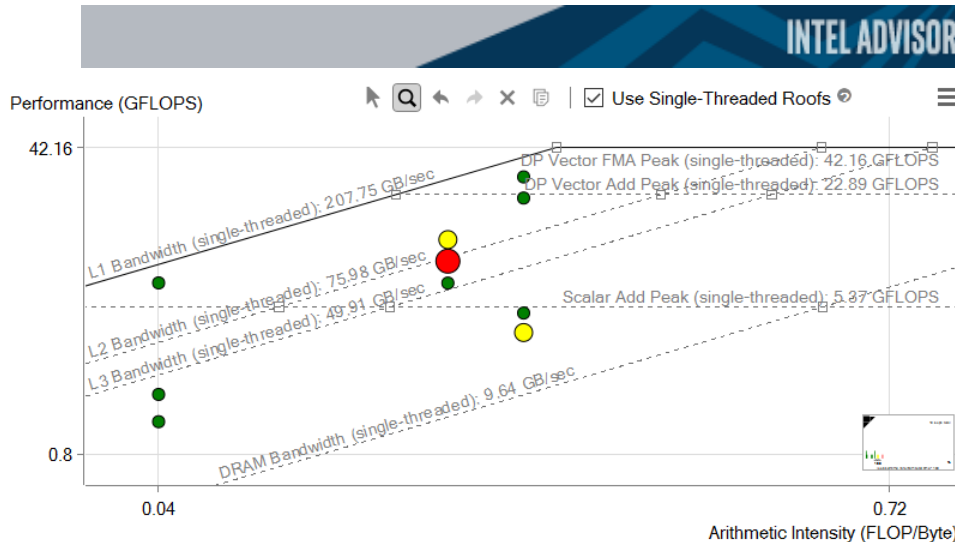 INTEL ADVISOR
Performance (GFLOPS)
Use Single-Threaded Roofs
42.16
DP Vector FMA Peak (single-threaded): 42.16 GFLOPS
DP Vector Add Peak (single-threaded): 22.89 GFLOPS
L1 Bandwidth (single-threaded): 207.75 GB/sec
L2 Bandwidth (single-threaded): 75.98 GB/sec
Scalar Add Peak (single-threaded): 5.37 GFLOPS
L3 Bandwidth (single-threaded): 49.91 GB/sec
DRAM Bandwidth (single-threaded): 9.64 GB/sec
0.8
0.04
0.72
Arithmetic Intensity (FLOP/Byte)